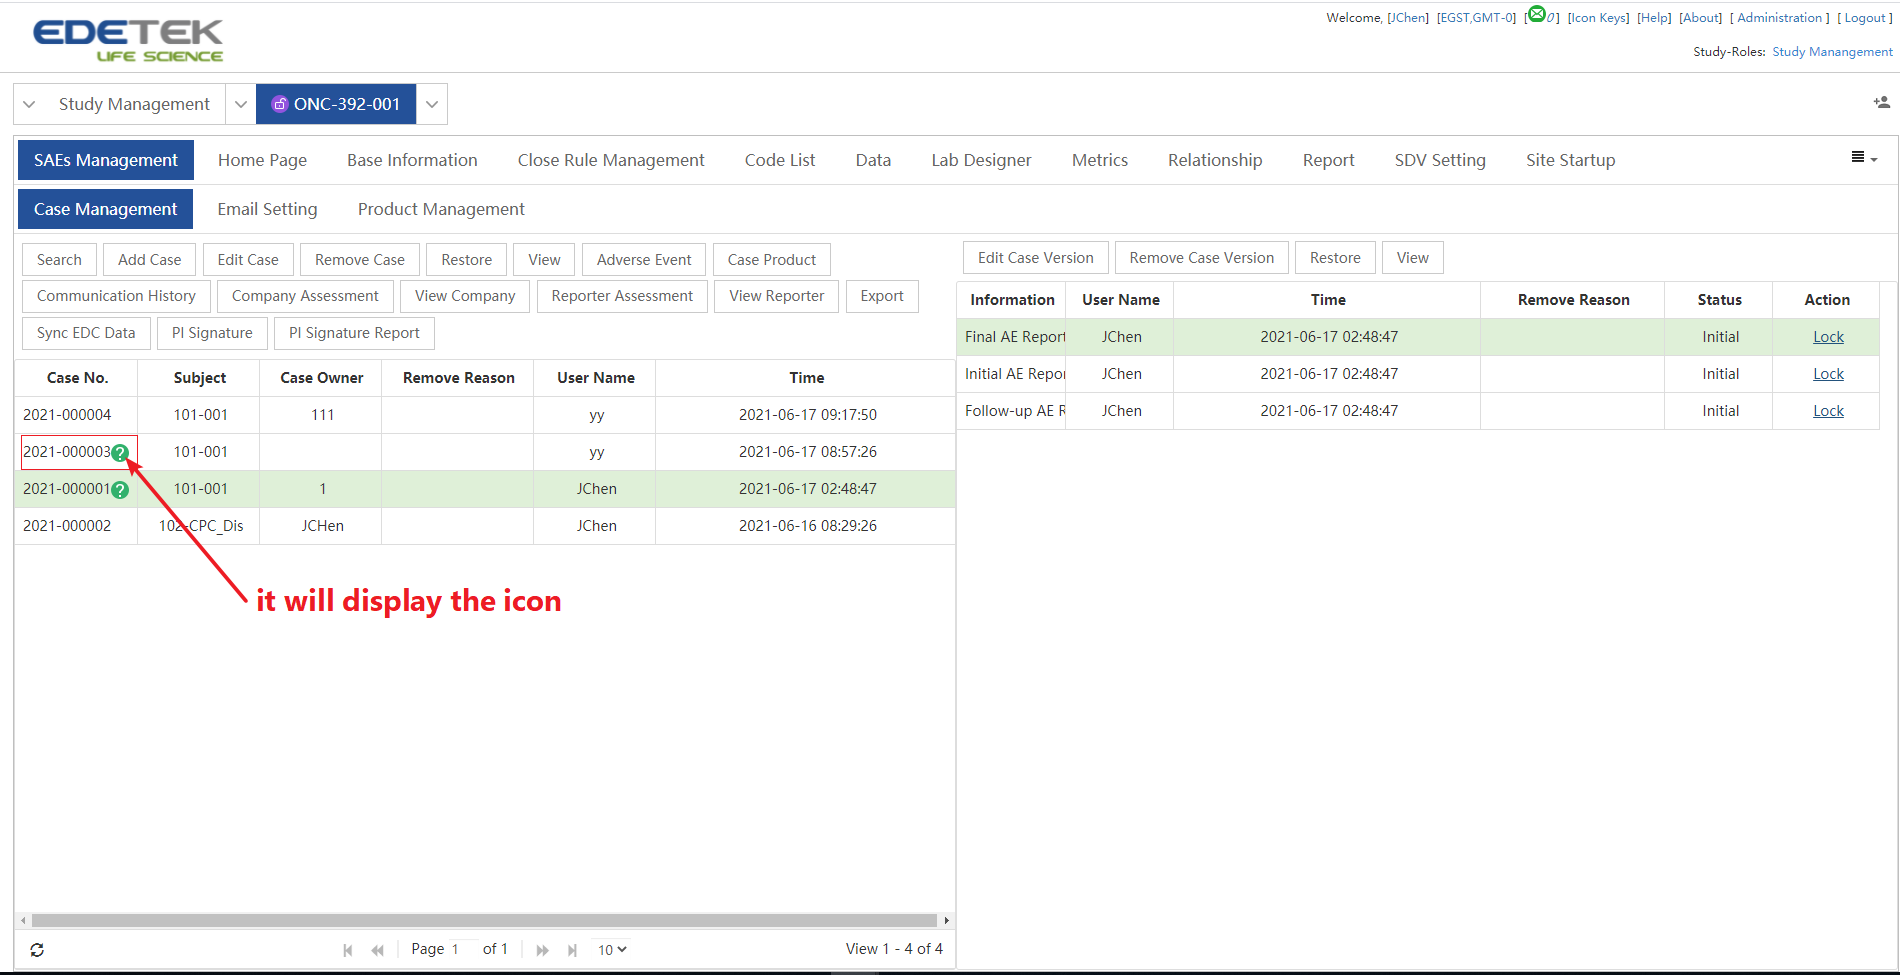 EDETEK
LIFE SCIENCE
Welcome, [JChen] [EGST,GMT-0] [0] [Icon Keys] [Help] [About] [ Administration ] [ Logout ]
Study-Roles: Study Manangement
Study Management ONC-392-001
SAEs Management Home Page Base Information Close Rule Management Code List Data Lab Designer Metrics Relationship Report SDV Setting Site Startup
Case Management Email Setting Product Management
Search Add Case Edit Case Remove Case Restore View Adverse Event Case Product
Communication History Company Assessment View Company Reporter Assessment View Reporter Export
Sync EDC Data PI Signature PI Signature Report
Case No. Subject Case Owner Remove Reason User Name Time
2021-000004 101-001 111 yy 2021-06-17 09:17:50
2021-000003 ? 101-001 yy 2021-06-17 08:57:26
2021-000001 ? 101-001 1 JChen 2021-06-17 02:48:47
2021-000002 102-CPC_Dis JCHen JChen 2021-06-16 08:29:26
it will display the icon
Page 1 of 1 10 View 1 - 4 of 4
Edit Case Version Remove Case Version Restore View
Information User Name Time Remove Reason Status Action
Final AE Report JChen 2021-06-17 02:48:47 Initial Lock
Initial AE Repor JChen 2021-06-17 02:48:47 Initial Lock
Follow-up AE R JChen 2021-06-17 02:48:47 Initial Lock